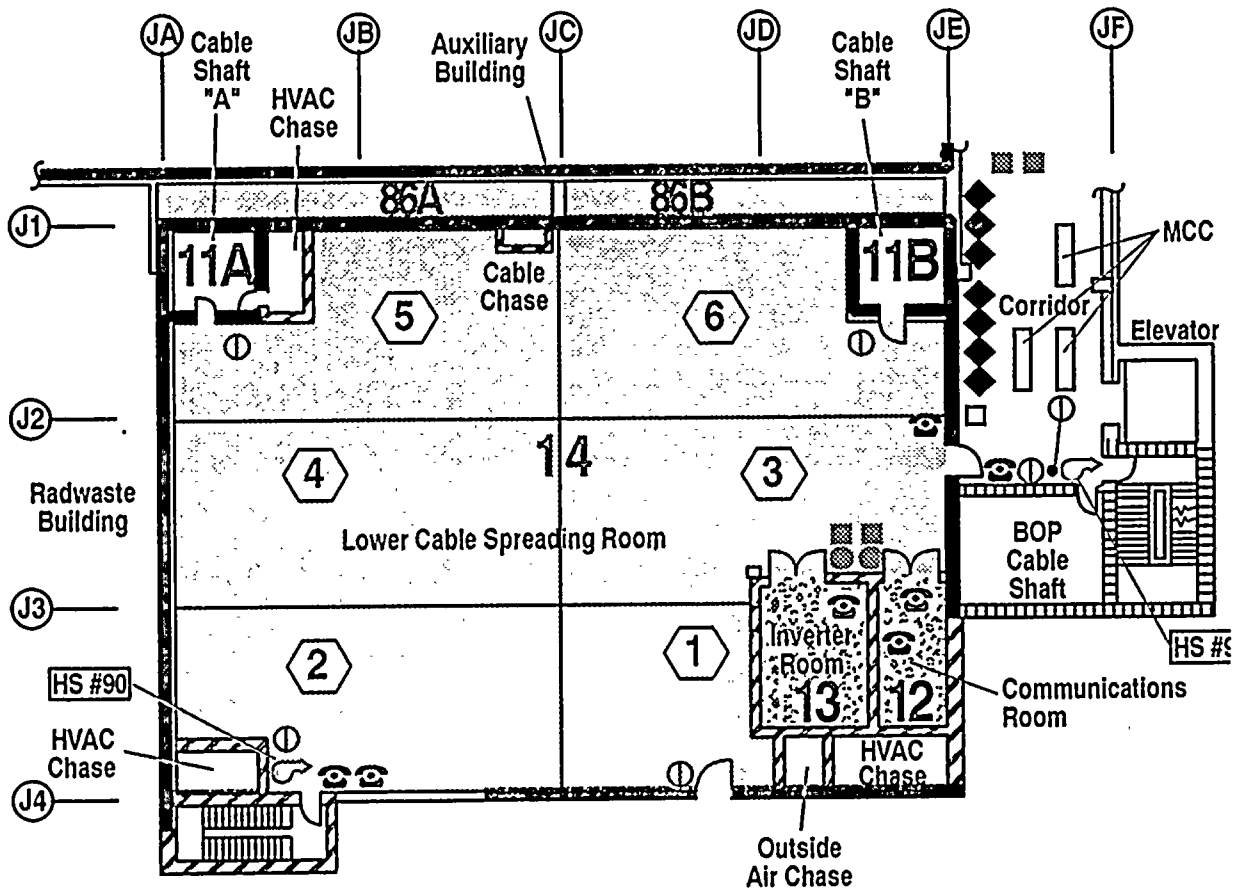 JA
Cable
Shaft
"A"
HVAC
Chase
JB
Auxiliary
Building
JC
JD
Cable
Shaft
"B"
JE
JF
86A
86B
J1
11A
Cable
Chase
11B
MCC
5
6
Corridor
Elevator
J2
4
14
3
Radwaste
Building
Lower Cable Spreading Room
BOP
Cable
Shaft
J3
2
1
Inverter
Room
13
12
HS #90
Communications
Room
HVAC
Chase
HVAC
Chase
J4
Outside
Air Chase